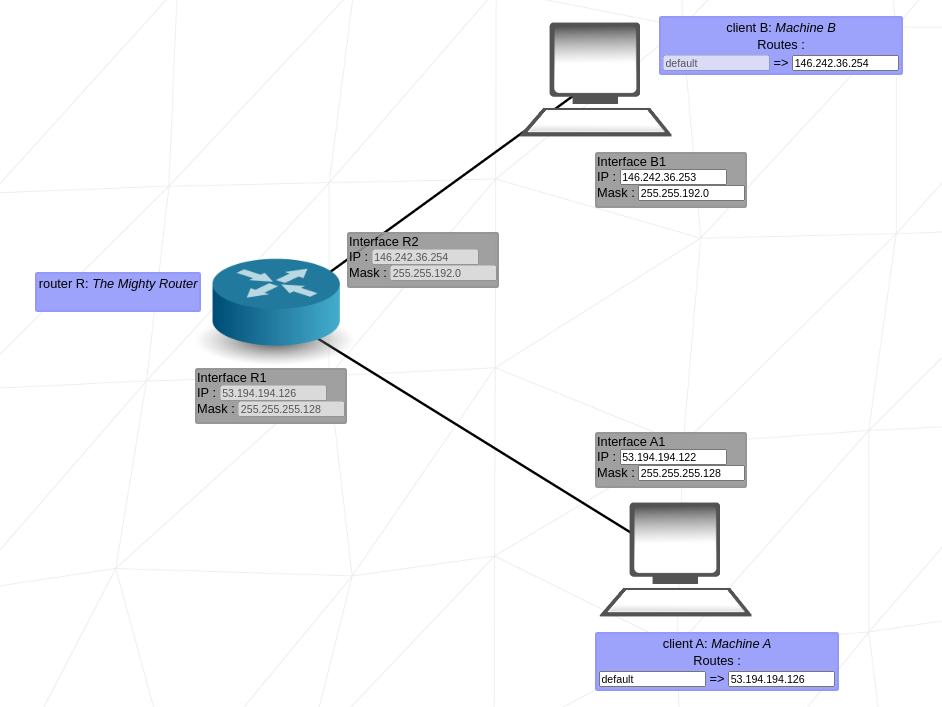 client B: Machine B
Routes :
default => 146.242.36.254
Interface B1
IP : 146.242.36.253
Mask : 255.255.192.0
Interface R2
IP : 146.242.36.254
Mask : 255.255.192.0
router R: The Mighty Router
Interface R1
IP : 53.194.194.126
Mask : 255.255.255.128
Interface A1
IP : 53.194.194.122
Mask : 255.255.255.128
client A: Machine A
Routes :
default => 53.194.194.126